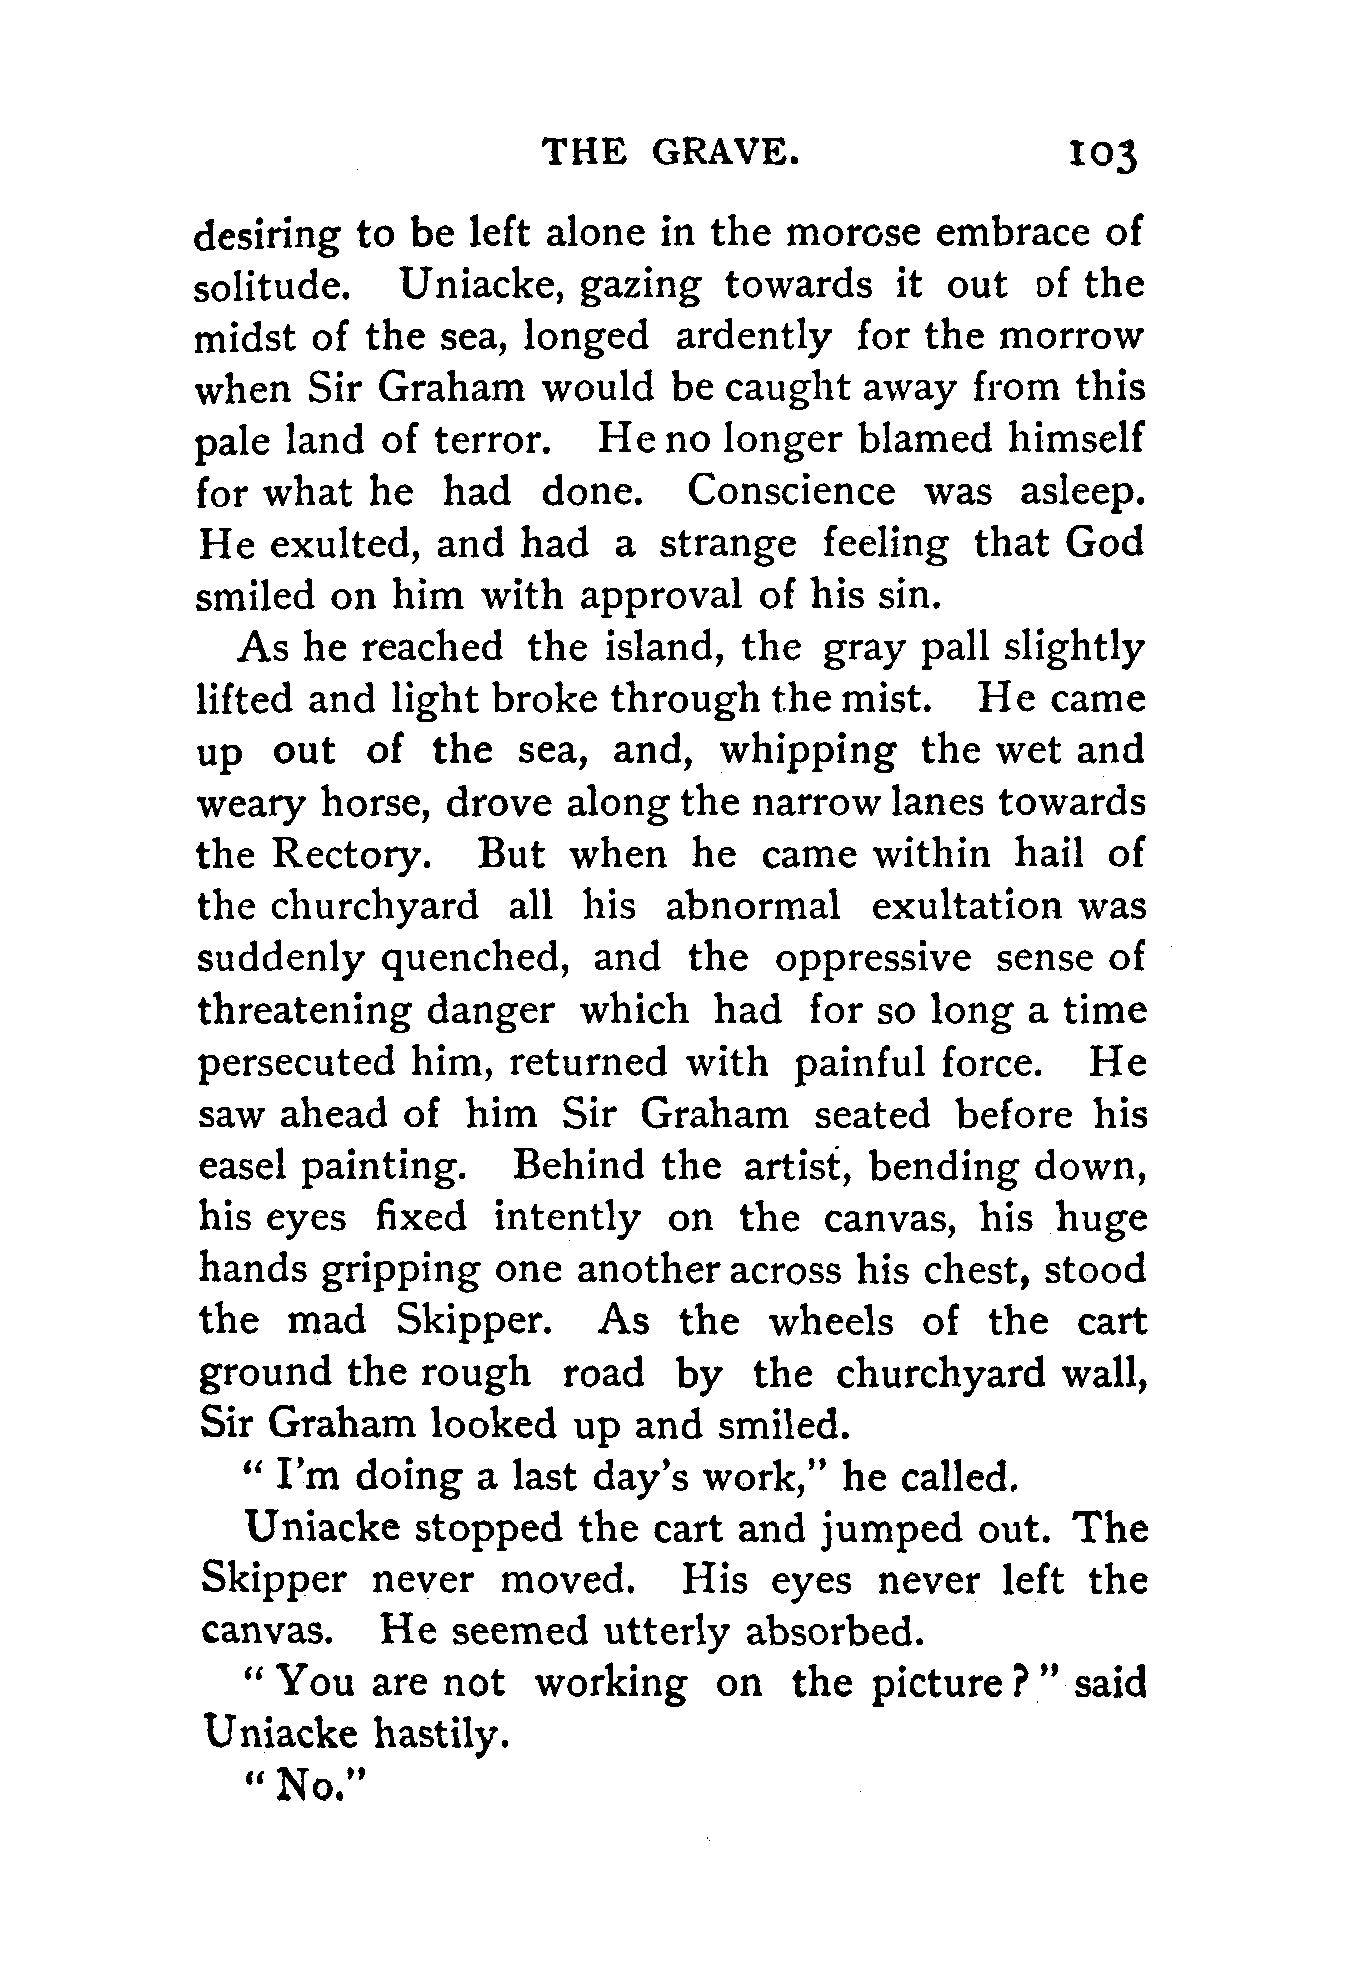 THE GRAVE. 103
desiring to be left alone in the morose embrace of
solitude. Uniacke, gazing towards it out of the
midst of the sea, longed ardently for the morrow
when Sir Graham would be caught away from this
pale land of terror. He no longer blamed himself
for what he had done. Conscience was asleep.
He exulted, and had a strange feeling that God
smiled on him with approval of his sin.
As he reached the island, the gray pall slightly
lifted and light broke through the mist. He came
up out of the sea, and, whipping the wet and
weary horse, drove along the narrow lanes towards
the Rectory. But when he came within hail of
the churchyard all his abnormal exultation was
suddenly quenched, and the oppressive sense of
threatening danger which had for so long a time
persecuted him, returned with painful force. He
saw ahead of him Sir Graham seated before his
easel painting. Behind the artist, bending down,
his eyes fixed intently on the canvas, his huge
hands gripping one another across his chest, stood
the mad Skipper. As the wheels of the cart
ground the rough road by the churchyard wall,
Sir Graham looked up and smiled.
" I'm doing a last day's work," he called.
Uniacke stopped the cart and jumped out. The
Skipper never moved. His eyes never left the
canvas. He seemed utterly absorbed.
" You are not working on the picture ? " said
Uniacke hastily.
" No."